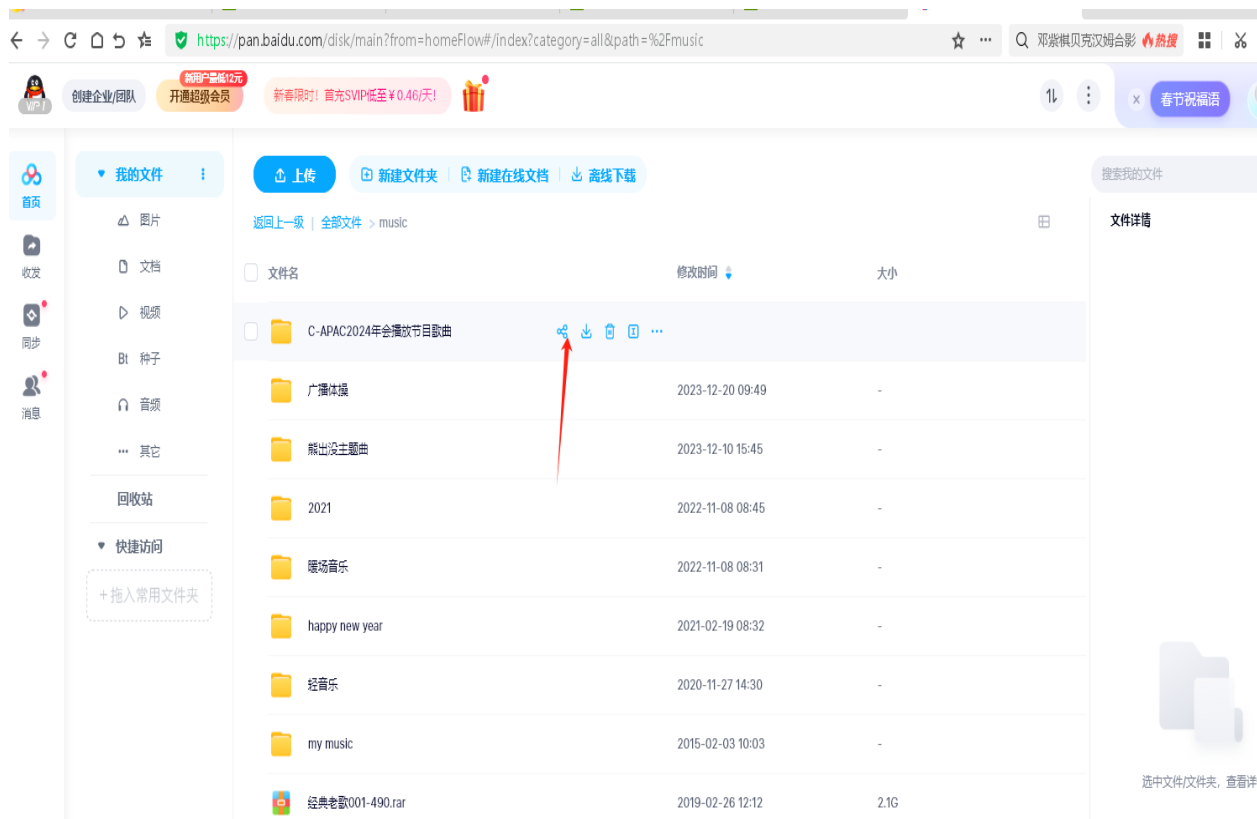 https://pan.baidu.com/disk/main?from=homeFlow#/index?category=all&path=%2Fmusic
邓紫棋贝克汉姆合影 热搜
VIP 1
创建企业/团队
新用户最低12元
开通超级会员
新春限时！首充SVIP低至￥0.46/天!
春节祝福语
首页
收发
同步
消息
我的文件
图片
文档
视频
Bt 种子
音频
其它
回收站
快捷访问
+拖入常用文件夹
上传
新建文件夹
新建在线文档
离线下载
搜索我的文件
返回上一级 | 全部文件 > music
文件详情
文件名 修改时间 大小
C-APAC2024年会播放节目歌曲
广播体操 2023-12-20 09:49 -
熊出没主题曲 2023-12-10 15:45 -
2021 2022-11-08 08:45 -
暖场音乐 2022-11-08 08:31 -
happy new year 2021-02-19 08:32 -
轻音乐 2020-11-27 14:30 -
my music 2015-02-03 10:03 -
经典老歌001-490.rar 2019-02-26 12:12 2.1G
选中文件/文件夹，查看详